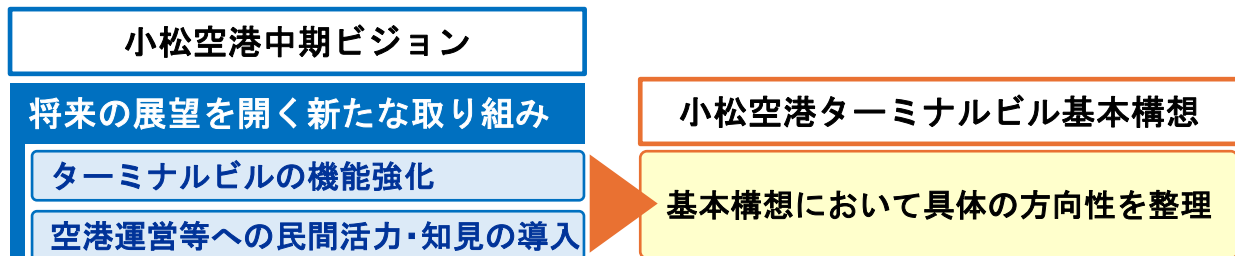 小松空港中期ビジョン
将来の展望を開く新たな取り組み
ターミナルビルの機能強化
空港運営等への民間活力･知見の導入
小松空港ターミナルビル基本構想
基本構想において具体の方向性を整理